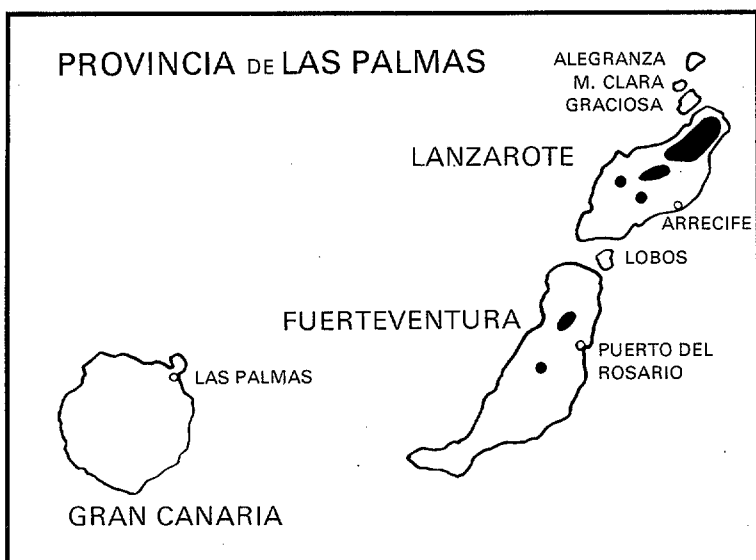 PROVINCIA DE LAS PALMAS
ALEGRANZA
M. CLARA
GRACIOSA
LANZAROTE
ARRECIFE
LOBOS
FUERTEVENTURA
PUERTO DEL
ROSARIO
LAS PALMAS
GRAN CANARIA